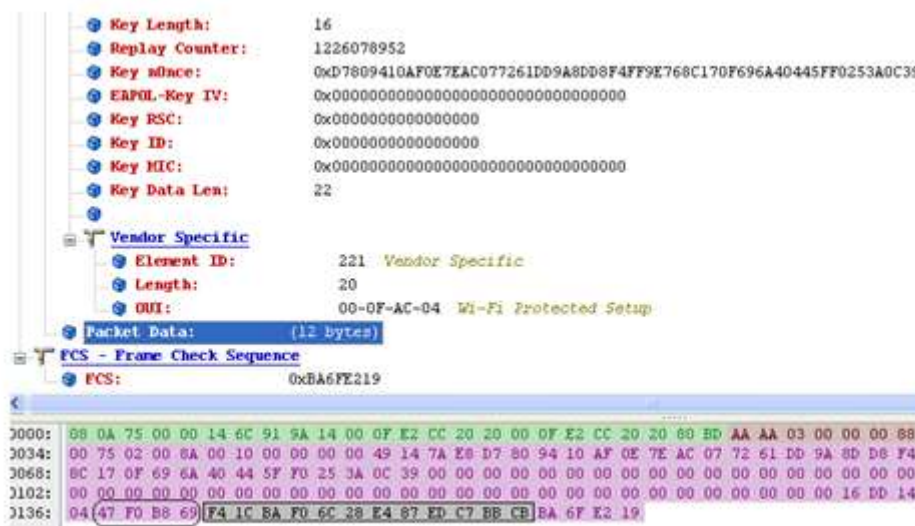 Key Length: 16
Replay Counter: 1226078952
Key nOnce: 0xD7809410AF0E7EAC077261DD9A8DD8F4FF9E768C170F696A40445FF0253A0C39
EAPOL-Key IV: 0x00000000000000000000000000000000
Key RSC: 0x0000000000000000
Key ID: 0x0000000000000000
Key MIC: 0x00000000000000000000000000000000
Key Data Len: 22
Vendor Specific
Element ID: 221 Vendor Specific
Length: 20
OUI: 00-0F-AC-04 Wi-Fi Protected Setup
Packet Data: (12 bytes)
FCS - Frame Check Sequence
FCS: 0xBA6FE219
0000: 08 0A 75 00 00 14 6C 91 9A 14 00 0F E2 CC 20 20 00 0F E2 CC 20 20 80 BD AA AA 03 00 00 00 88
0034: 00 75 02 00 8A 00 10 00 00 00 00 49 14 7A E8 D7 80 94 10 AF 0E 7E AC 07 72 61 DD 9A 8D D8 F4
0068: 8C 17 0F 69 6A 40 44 5F F0 25 3A 0C 39 00 00 00 00 00 00 00 00 00 00 00 00 00 00 00 00 00 00
0102: 00 00 00 00 00 00 00 00 00 00 00 00 00 00 00 00 00 00 00 00 00 00 00 00 00 00 00 00 16 DD 14
0136: 04 47 F0 B8 69 F4 1C BA F0 6C 28 E4 87 ED C7 BB CB BA 6F E2 19